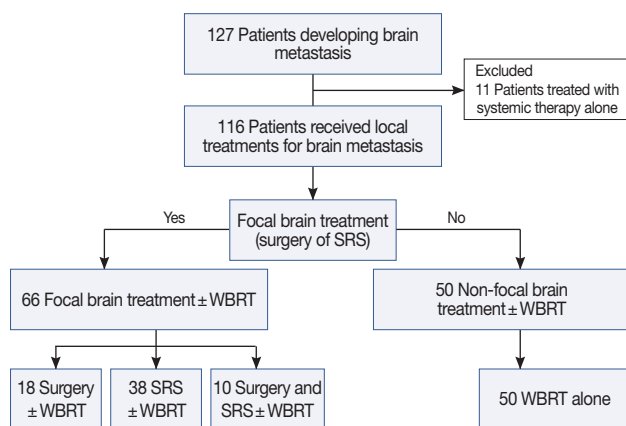 127 Patients developing brain
metastasis
Excluded
11 Patients treated with
systemic therapy alone
116 Patients received local
treatments for brain metastasis
Yes
Focal brain treatment
(surgery of SRS)
No
66 Focal brain treatment ± WBRT
50 Non-focal brain
treatment ± WBRT
18 Surgery
± WBRT
38 SRS
± WBRT
10 Surgery and
SRS ± WBRT
50 WBRT alone